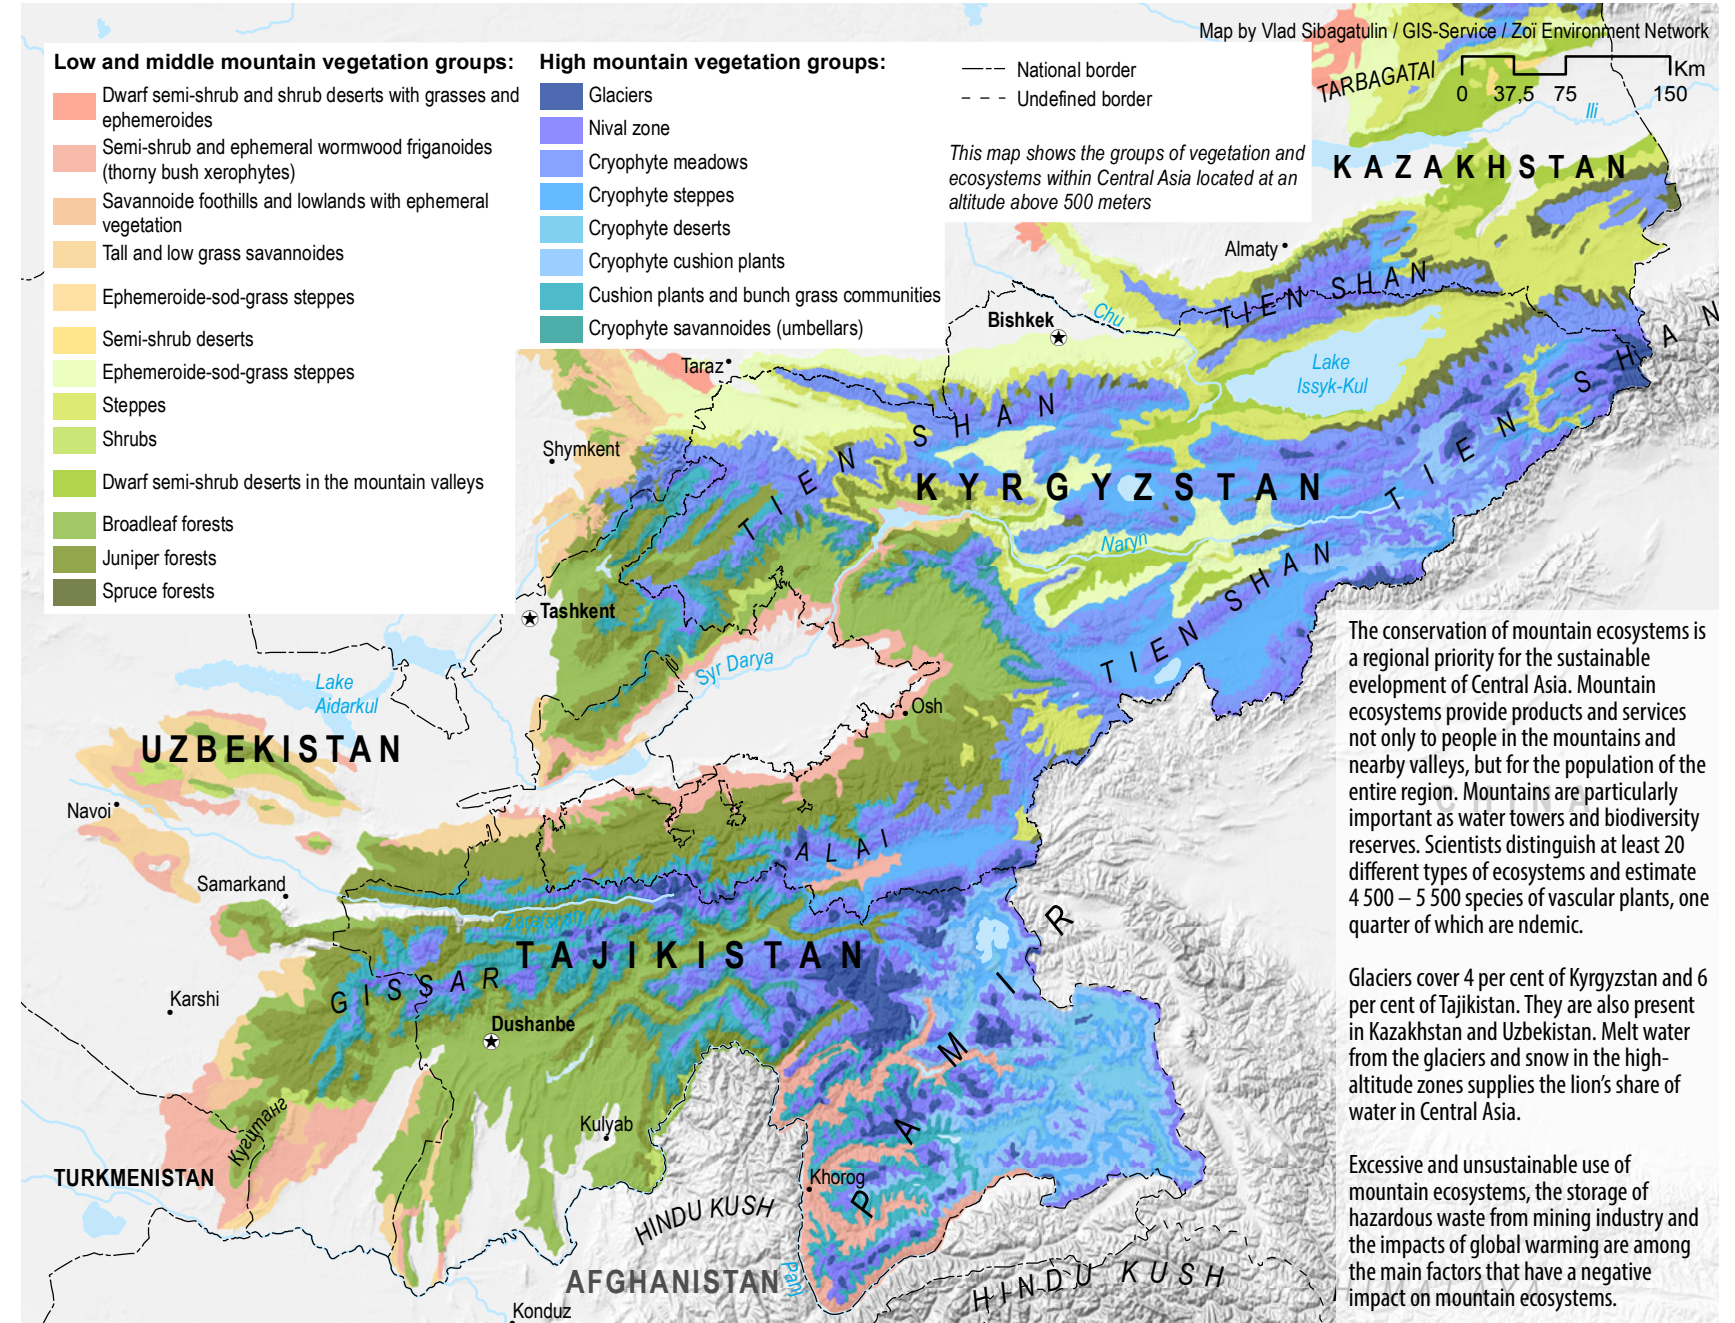 Map by Vlad Sibagatulin / GIS-Service / Zoï Environment Network
Low and middle mountain vegetation groups:
Dwarf semi-shrub and shrub deserts with grasses and
ephemeroides
Semi-shrub and ephemeral wormwood friganoides
(thorny bush xerophytes)
Savannoide foothills and lowlands with ephemeral
vegetation
Tall and low grass savannoides
Ephemeroide-sod-grass steppes
Semi-shrub deserts
Ephemeroide-sod-grass steppes
Steppes
Shrubs
Dwarf semi-shrub deserts in the mountain valleys
Broadleaf forests
Juniper forests
Spruce forests
High mountain vegetation groups:
Glaciers
Nival zone
Cryophyte meadows
Cryophyte steppes
Cryophyte deserts
Cryophyte cushion plants
Cushion plants and bunch grass communities
Cryophyte savannoides (umbellars)
National border
Undefined border
This map shows the groups of vegetation and
ecosystems within Central Asia located at an
altitude above 500 meters
TARBAGATAI
Km
0 37,5 75 150
Ili
KAZAKHSTAN
Almaty
TIEN SHAN
Chu
Bishkek
Lake
Issyk-Kul
Taraz
TIEN SHAN
Shymkent
TIEN SHAN
KYRGYZSTAN
Naryn
TIEN SHAN
Tashkent
Syr Darya
Lake
Aidarkul
Osh
UZBEKISTAN
Navoi
CHINA
ALAI
Samarkand
Zarafshan
TAJIKISTAN
GISSAR
PAMIR
Karshi
Dushanbe
Kysumahs
Kulyab
TURKMENISTAN
Khorog
HINDU KUSH
AFGHANISTAN
Panj
HINDU KUSH
Konduz
The conservation of mountain ecosystems is
a regional priority for the sustainable
evelopment of Central Asia. Mountain
ecosystems provide products and services
not only to people in the mountains and
nearby valleys, but for the population of the
entire region. Mountains are particularly
important as water towers and biodiversity
reserves. Scientists distinguish at least 20
different types of ecosystems and estimate
4 500 – 5 500 species of vascular plants, one
quarter of which are ndemic.
Glaciers cover 4 per cent of Kyrgyzstan and 6
per cent of Tajikistan. They are also present
in Kazakhstan and Uzbekistan. Melt water
from the glaciers and snow in the high-
altitude zones supplies the lion's share of
water in Central Asia.
Excessive and unsustainable use of
mountain ecosystems, the storage of
hazardous waste from mining industry and
the impacts of global warming are among
the main factors that have a negative
impact on mountain ecosystems.